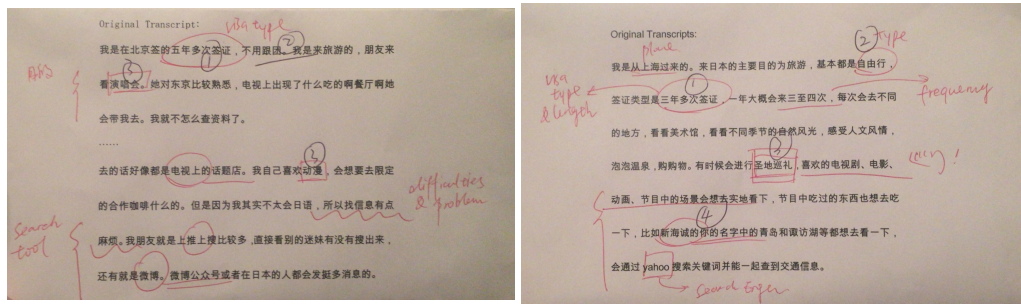 Original Transcript:
visa type
我是在北京签的五年多次签证，不用跟团。我是来旅游的，朋友来
①
②
看演唱会。她对东京比较熟悉，电视上出现了什么吃的啊餐厅啊她
③
会带我去。我就不怎么查资料了。
……
去的话好像都是电视上的话题店。我自己喜欢动漫，会想要去限定
③
的合作咖啡什么的。但是因为我其实不太会日语，所以找信息有点
difficulties
& problem
麻烦。我朋友就是上推上搜比较多，直接看别的迷妹有没有搜出来，
search
tool
还有就是微博。微博公众号或者在日本的人都会发挺多消息的。
Original Transcripts:
place
② type
我是从上海过来的。来日本的主要目的为旅游，基本都是自由行，
visa
type
& length
①
签证类型是三年多次签证，一年大概会来三至四次，每次会去不同
frequency
的地方，看看美术馆，看看不同季节的自然风光，感受人文风情，
③
泡泡温泉，购购物。有时候会进行圣地巡礼，喜欢的电视剧、电影、
动画、节目中的场景会想去实地看下，节目中吃过的东西也想去吃
④
一下，比如新海诚的你的名字中的青岛和诹访湖等都想去看一下，
会通过 yahoo 搜索关键词并能一起查到交通信息。
search Engen